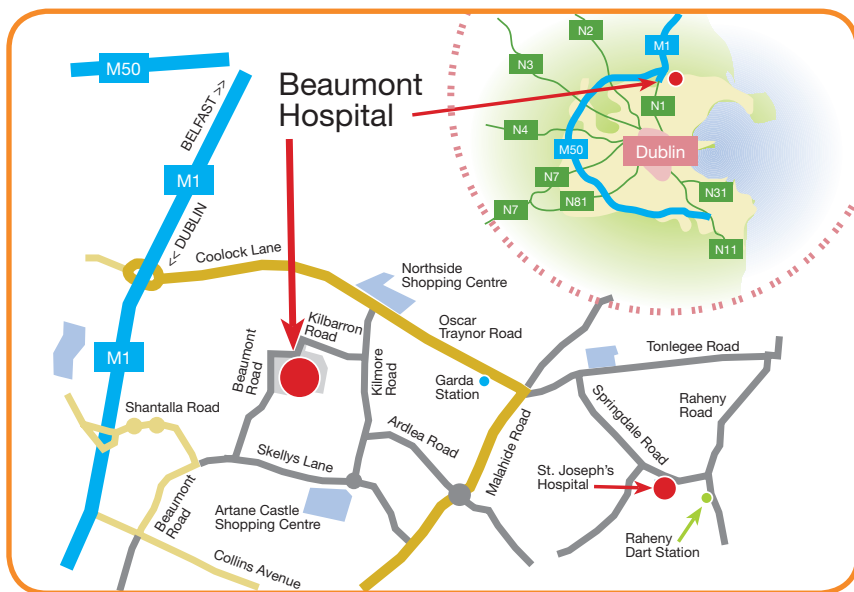 M50
BELFAST >>
M1
<< DUBLIN
Coolock Lane
Beaumont
Hospital
N2
M1
N3
N1
N4
M50
Dublin
N7
N31
N81
N7
N11
Northside
Shopping Centre
Oscar
Traynor Road
Kilbarron
Road
Beaumont
Road
Kilmore
Road
M1
Garda
Station
Tonlegee Road
Shantalla Road
Springdale Road
Raheny
Road
Ardlea Road
Malahide Road
Skellys Lane
St. Joseph's
Hospital
Beaumont
Road
Artane Castle
Shopping Centre
Raheny
Dart Station
Collins Avenue